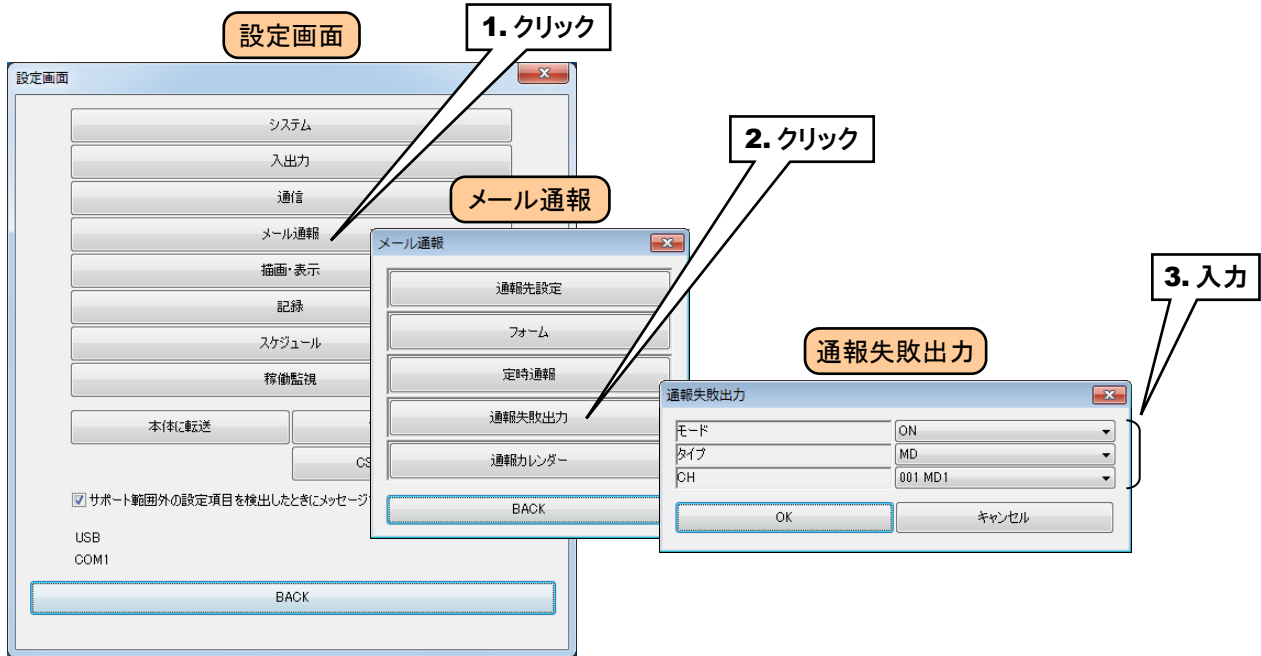 設定画面
1. クリック
設定画面
システム
入出力
通信
メール通報
描画・表示
記録
スケジュール
稼働監視
本体に転送
CS
サポート範囲外の設定項目を検出したときにメッセージ
USB
COM1
BACK
2. クリック
メール通報
メール通報
通報先設定
フォーム
定時通報
通報失敗出力
通報カレンダー
BACK
3. 入力
通報失敗出力
通報失敗出力
モード
ON
タイプ
MD
CH
001 MD1
OK
キャンセル